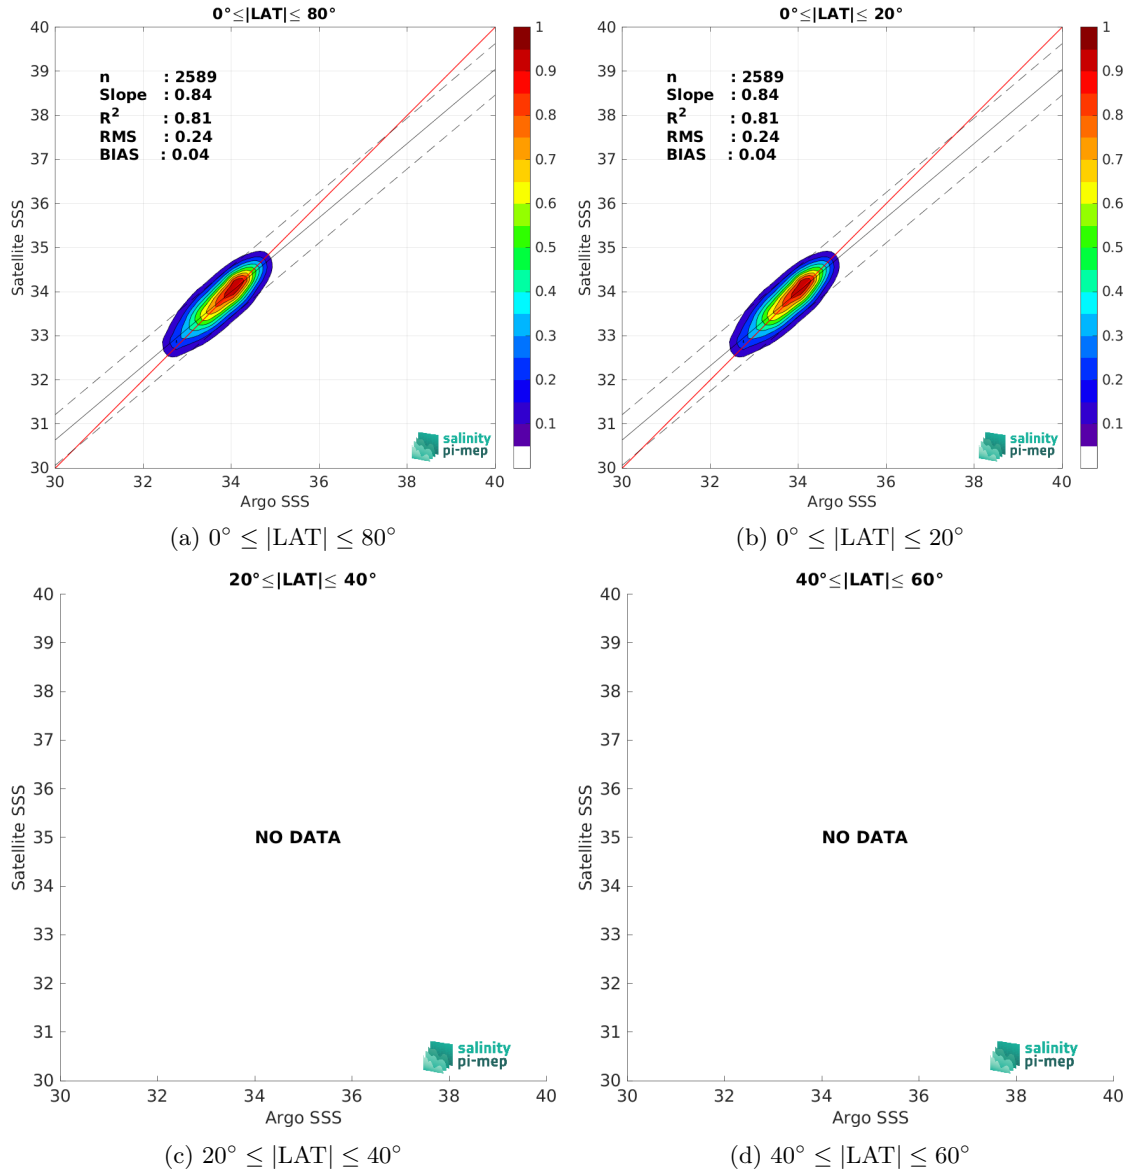 0°≤|LAT|≤ 80°
40
39
38
37
36
35
34
33
32
31
30
Satellite SSS
n : 2589
Slope : 0.84
R² : 0.81
RMS : 0.24
BIAS : 0.04
salinity
pi-mep
30 32 34 36 38 40
Argo SSS
1
0.9
0.8
0.7
0.6
0.5
0.4
0.3
0.2
0.1
(a) 0° ≤ |LAT| ≤ 80°
0°≤|LAT|≤ 20°
40
39
38
37
36
35
34
33
32
31
30
Satellite SSS
n : 2589
Slope : 0.84
R² : 0.81
RMS : 0.24
BIAS : 0.04
salinity
pi-mep
30 32 34 36 38 40
Argo SSS
1
0.9
0.8
0.7
0.6
0.5
0.4
0.3
0.2
0.1
(b) 0° ≤ |LAT| ≤ 20°
20°≤|LAT|≤ 40°
40
39
38
37
36
35
34
33
32
31
30
Satellite SSS
NO DATA
salinity
pi-mep
30 32 34 36 38 40
Argo SSS
(c) 20° ≤ |LAT| ≤ 40°
40°≤|LAT|≤ 60°
40
39
38
37
36
35
34
33
32
31
30
Satellite SSS
NO DATA
salinity
pi-mep
30 32 34 36 38 40
Argo SSS
(d) 40° ≤ |LAT| ≤ 60°